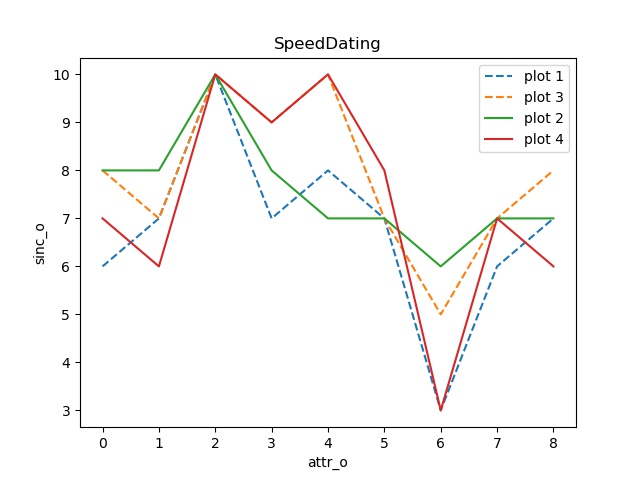 SpeedDating
plot 1
plot 3
plot 2
plot 4
10
9
8
7
6
5
4
3
sinc_o
0 1 2 3 4 5 6 7 8
attr_o